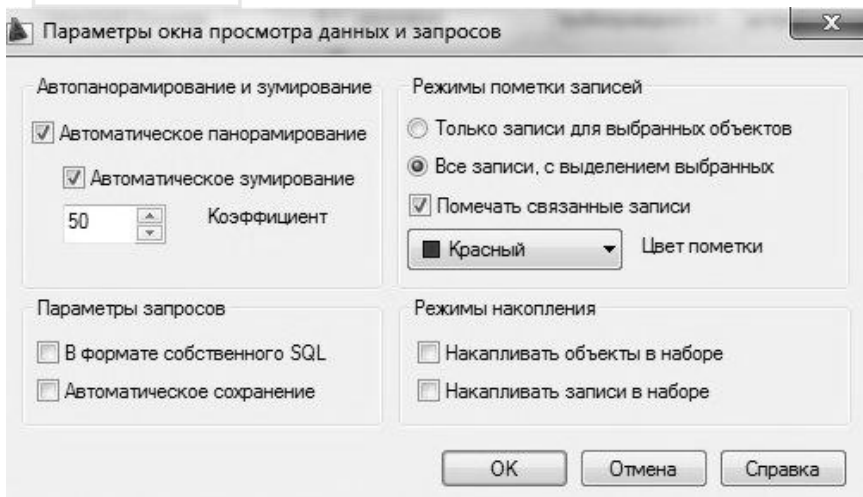 Параметры окна просмотра данных и запросов
Автопанорамирование и зумирование
Автоматическое панорамирование
Автоматическое зумирование
50
Коэффициент
Режимы пометки записей
Только записи для выбранных объектов
Все записи, с выделением выбранных
Помечать связанные записи
Красный
Цвет пометки
Параметры запросов
В формате собственного SQL
Автоматическое сохранение
Режимы накопления
Накапливать объекты в наборе
Накапливать записи в наборе
OK
Отмена
Справка